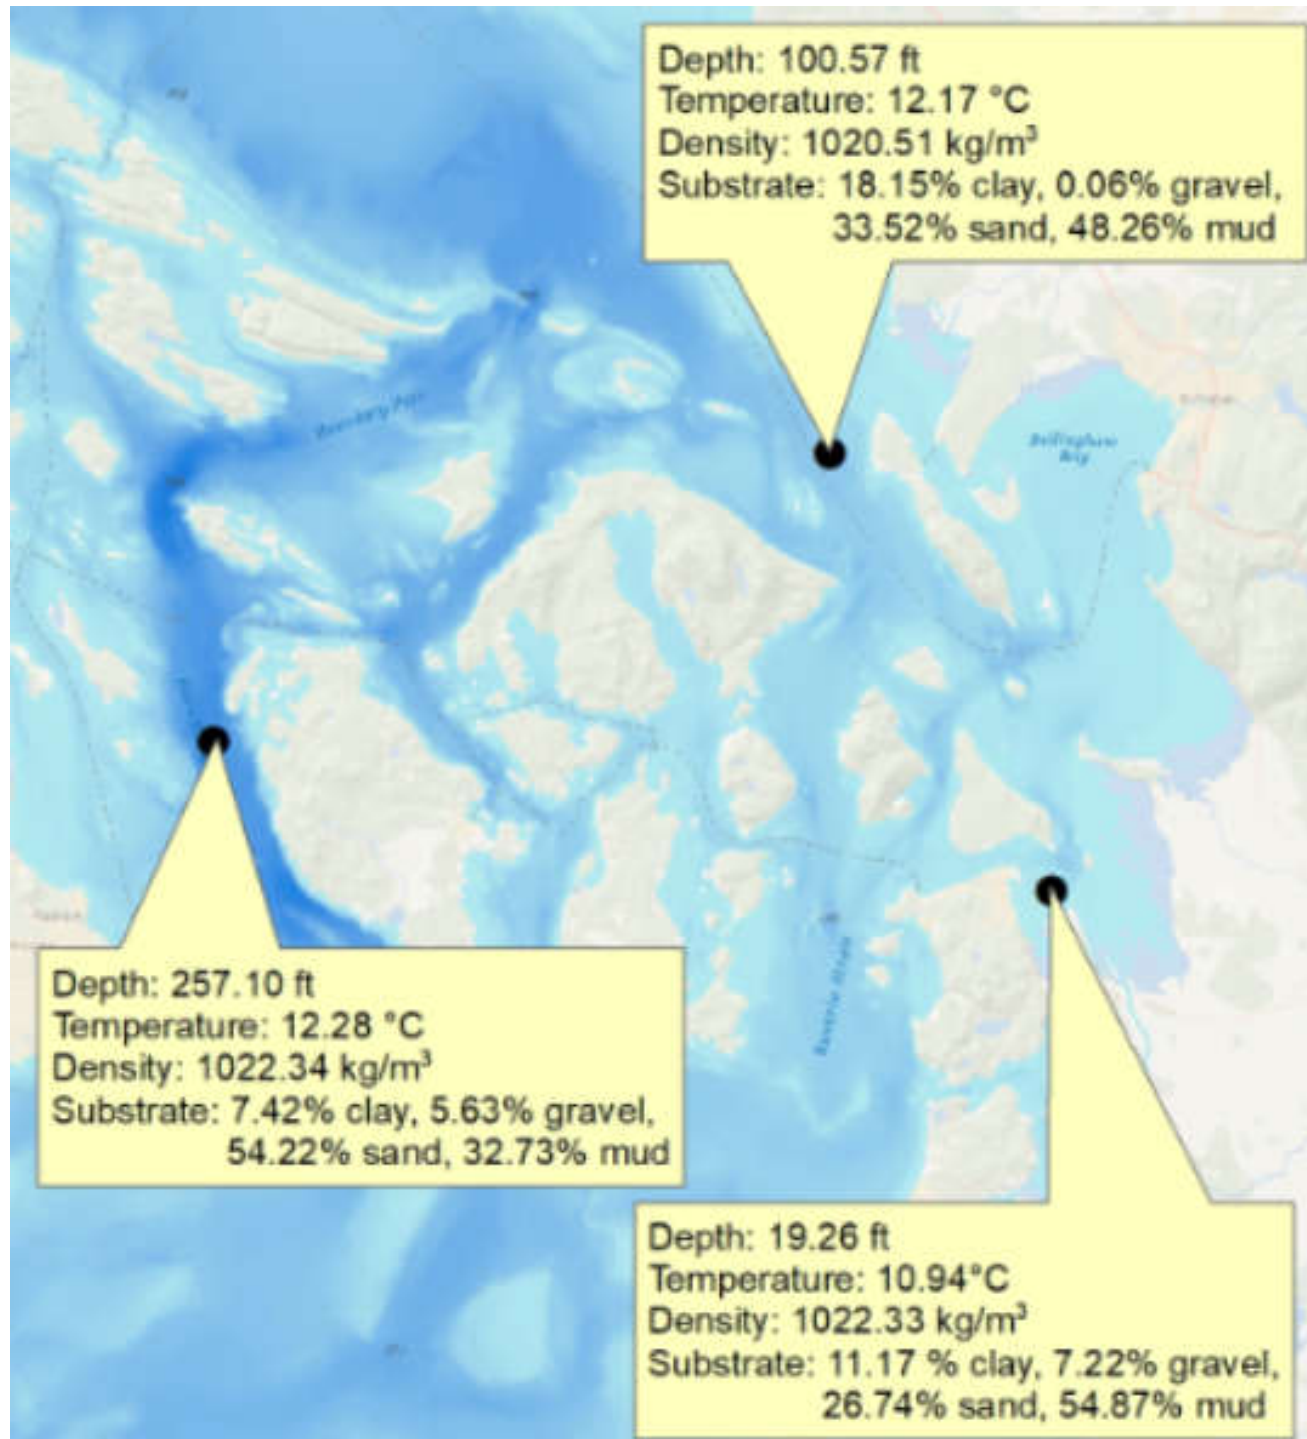 Depth: 100.57 ft
Temperature: 12.17 °C
Density: 1020.51 kg/m³
Substrate: 18.15% clay, 0.06% gravel,
33.52% sand, 48.26% mud
Bellingham
Bay
Depth: 257.10 ft
Temperature: 12.28 °C
Density: 1022.34 kg/m³
Substrate: 7.42% clay, 5.63% gravel,
54.22% sand, 32.73% mud
Depth: 19.26 ft
Temperature: 10.94°C
Density: 1022.33 kg/m³
Substrate: 11.17 % clay, 7.22% gravel,
26.74% sand, 54.87% mud